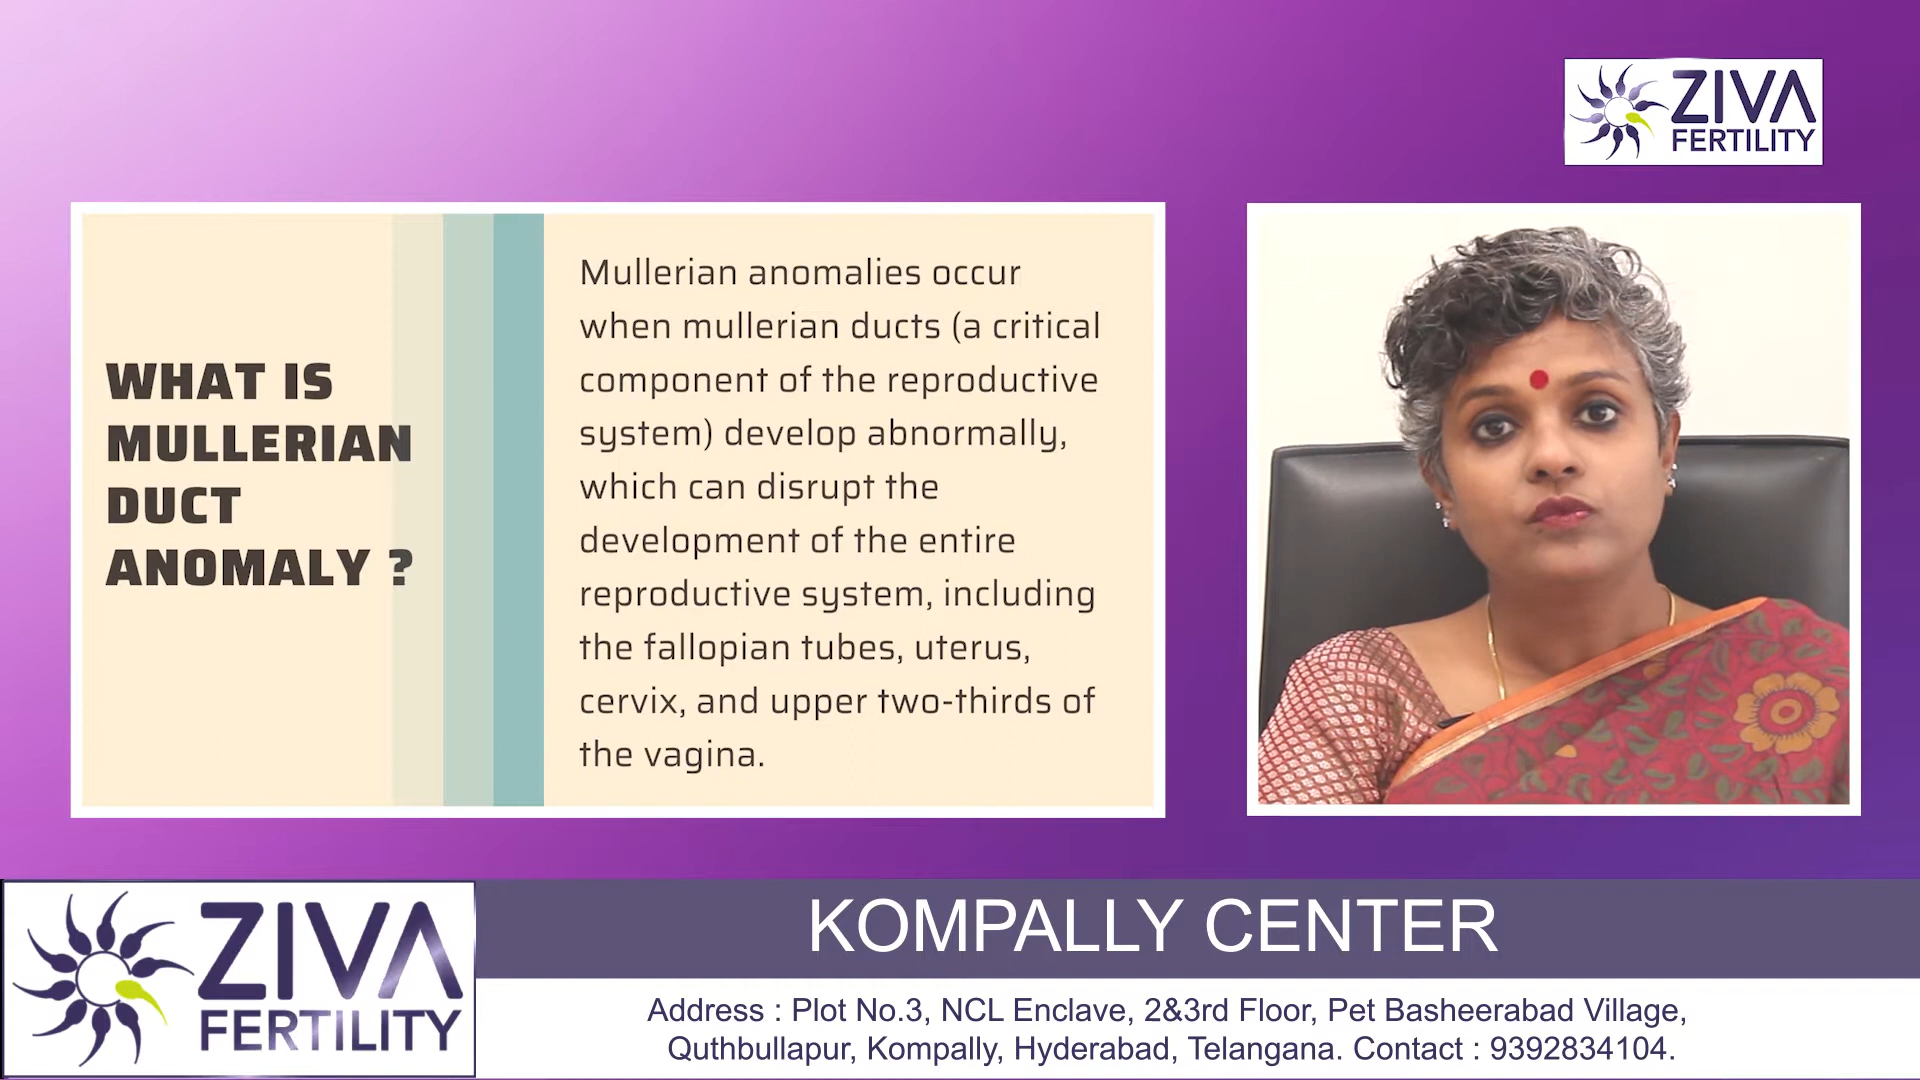 ZIVA
FERTILITY
WHAT IS
MULLERIAN
DUCT
ANOMALY ?
Mullerian anomalies occur
when mullerian ducts (a critical
component of the reproductive
system) develop abnormally,
which can disrupt the
development of the entire
reproductive system, including
the fallopian tubes, uterus,
cervix, and upper two-thirds of
the vagina.
ZIVA
FERTILITY
KOMPALLY CENTER
Address : Plot No.3, NCL Enclave, 2&3rd Floor, Pet Basheerabad Village,
Quthbullapur, Kompally, Hyderabad, Telangana. Contact : 9392834104.